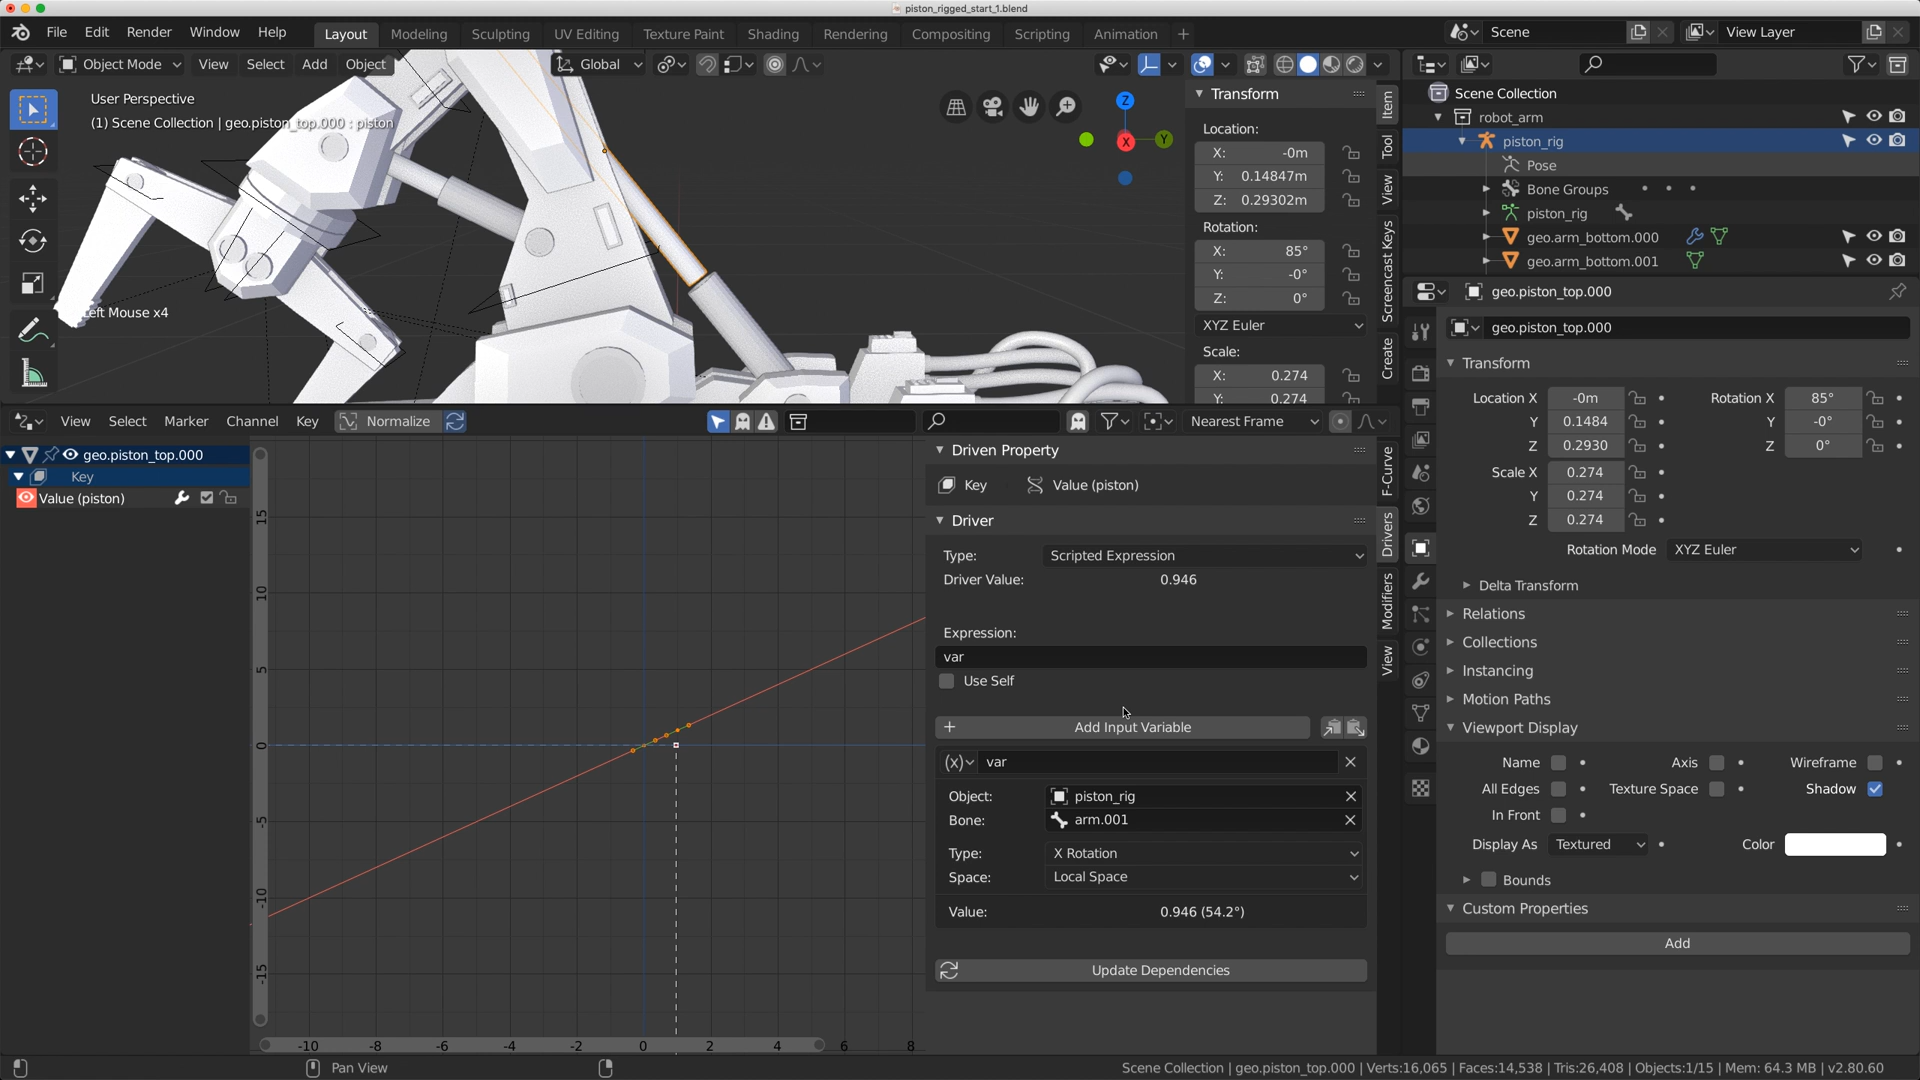 piston_rigged_start_1.blend
File Edit Render Window Help Layout Modeling Sculpting UV Editing Texture Paint Shading Rendering Compositing Scripting Animation + Scene View Layer
Object Mode View Select Add Object Global
User Perspective
(1) Scene Collection | geo.piston_top.000 : piston
eft Mouse x4
Z
X
Y
Transform
Location:
X: -0m
Y: 0.14847m
Z: 0.29302m
Rotation:
X: 85°
Y: -0°
Z: 0°
XYZ Euler
Scale:
X: 0.274
Y: 0.274
Item
Tool
View
Screencast Keys
Create
Scene Collection
robot_arm
piston_rig
Pose
Bone Groups
piston_rig
geo.arm_bottom.000
geo.arm_bottom.001
geo.piston_top.000
geo.piston_top.000
Transform
Location X -0m Rotation X 85°
Y 0.1484 Y -0°
Z 0.2930 Z 0°
Scale X 0.274
Y 0.274
Z 0.274
Rotation Mode XYZ Euler
Delta Transform
Relations
Collections
Instancing
Motion Paths
Viewport Display
Name Axis Wireframe
All Edges Texture Space Shadow
In Front
Display As Textured Color
Bounds
Custom Properties
Add
View Select Marker Channel Key Normalize Nearest Frame
geo.piston_top.000
Key
Value (piston)
15
10
5
0
-5
-10
-15
-10 -8 -6 -4 -2 0 2 4 6 8
Driven Property
Key Value (piston)
Driver
Type: Scripted Expression
Driver Value: 0.946
Expression:
var
Use Self
+ Add Input Variable
(x) var
Object: piston_rig
Bone: arm.001
Type: X Rotation
Space: Local Space
Value: 0.946 (54.2°)
Update Dependencies
F-Curve
Drivers
Modifiers
View
Pan View
Scene Collection | geo.piston_top.000 | Verts:16,065 | Faces:14,538 | Tris:26,408 | Objects:1/15 | Mem: 64.3 MB | v2.80.60